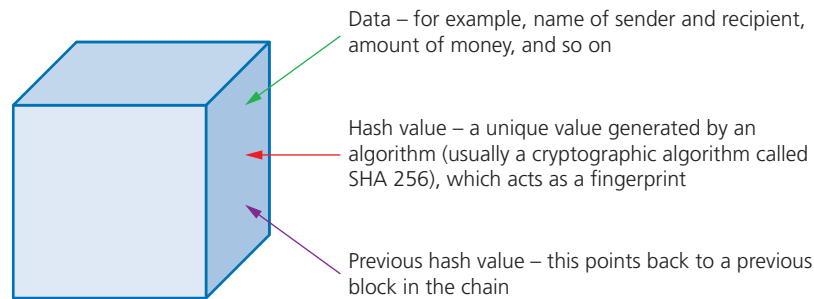 Data – for example, name of sender and recipient,
amount of money, and so on
Hash value – a unique value generated by an
algorithm (usually a cryptographic algorithm called
SHA 256), which acts as a fingerprint
Previous hash value – this points back to a previous
block in the chain